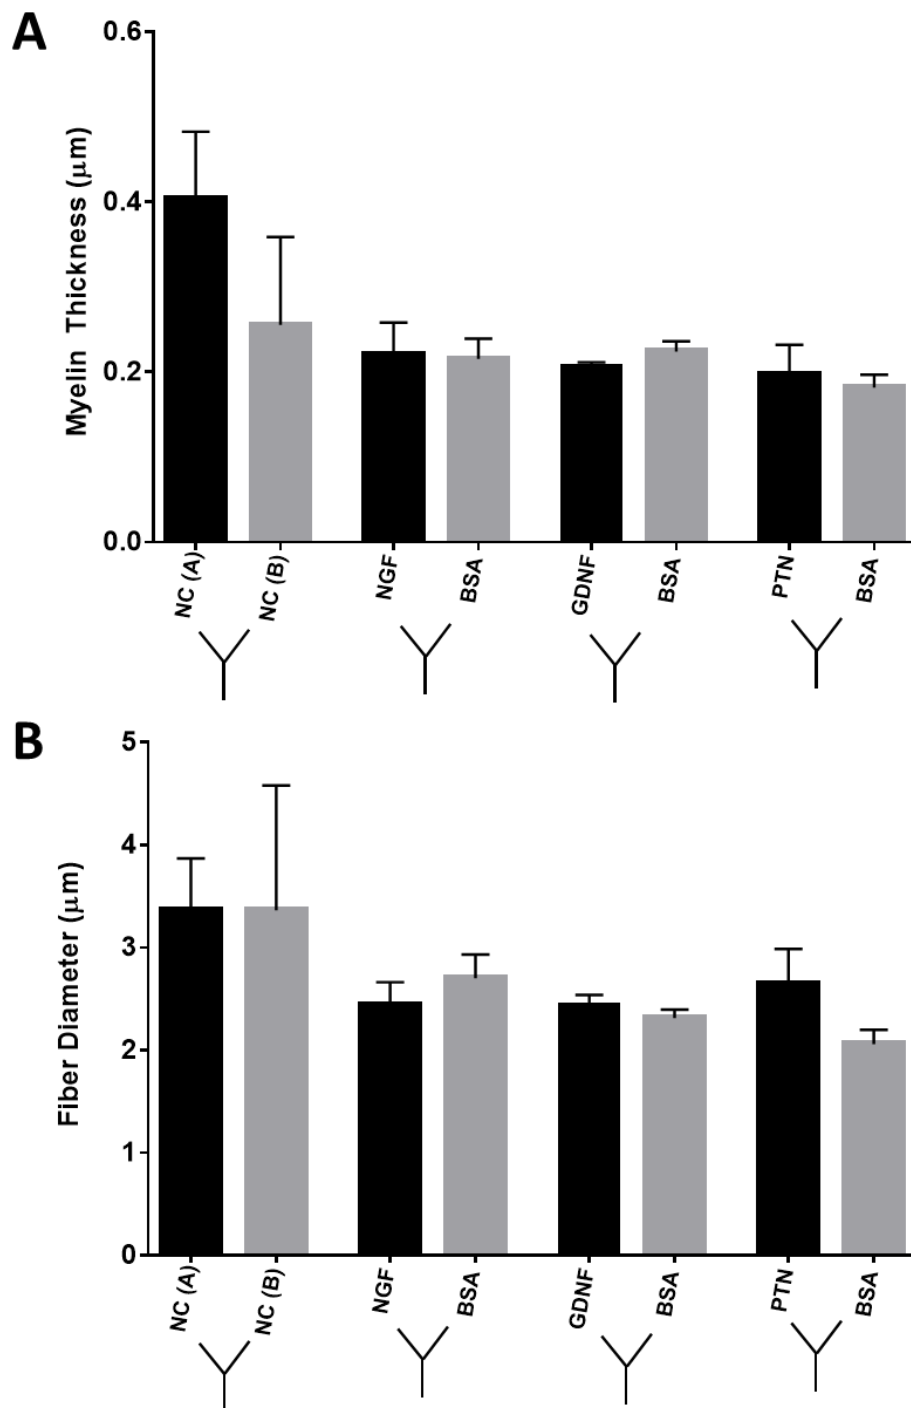 A
Myelin Thickness (μm)
0.6
0.4
0.2
0.0
NC (A)
NC (B)
NGF
BSA
GDNF
BSA
PTN
BSA
B
Fiber Diameter (μm)
5
4
3
2
1
0
NC (A)
NC (B)
NGF
BSA
GDNF
BSA
PTN
BSA